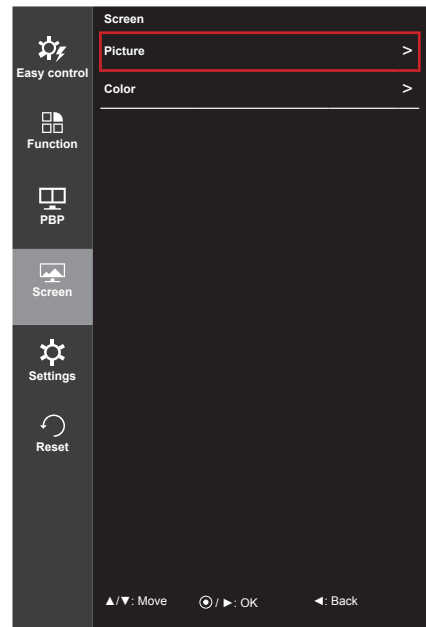 Screen
Picture >
Color >
Easy control
Function
PBP
Screen
Settings
Reset
▲/▼: Move ⦿/ ►: OK ◄: Back